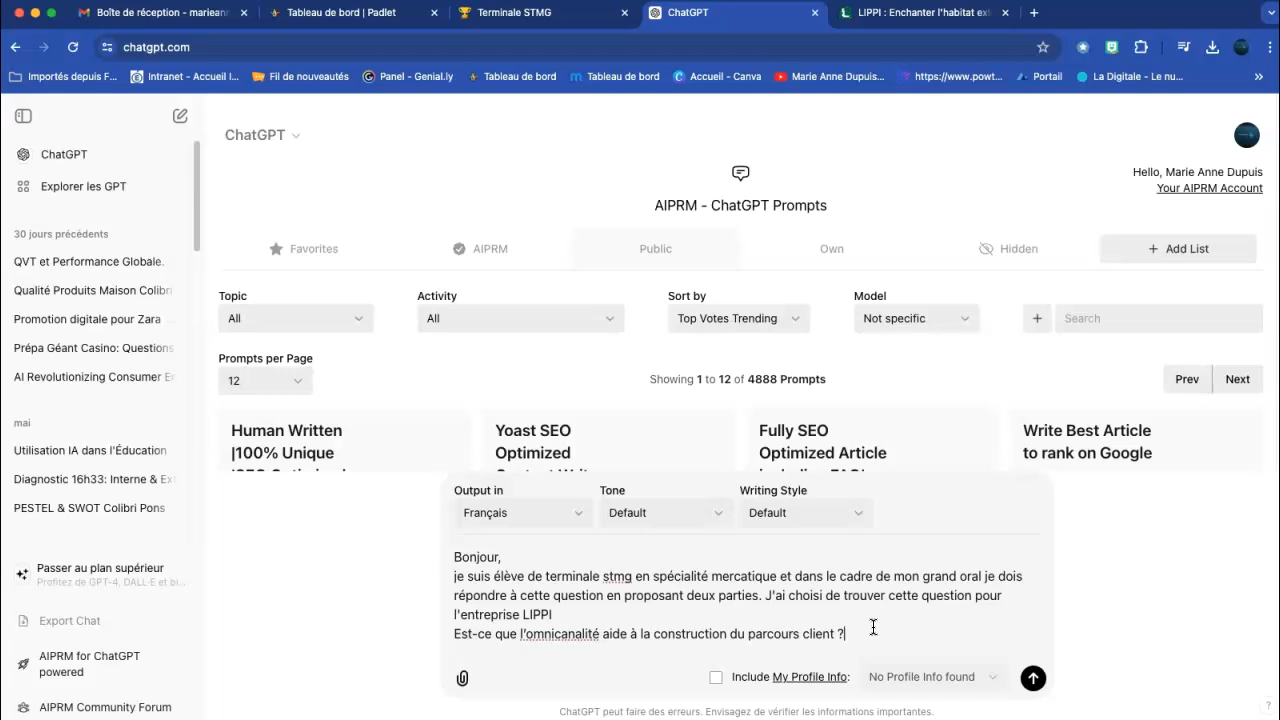 Boîte de réception - marieann
Tableau de bord | Padlet
Terminale STMG
ChatGPT
LIPPI : Enchanter l'habitat ext
chatgpt.com
Importés depuis F...
Intranet - Accueil I...
Fil de nouveautés
Panel - Genial.ly
Tableau de bord
Tableau de bord
Accueil - Canva
Marie Anne Dupuis...
https://www.powt...
Portail
La Digitale - Le nu...
ChatGPT
Explorer les GPT
30 jours précédents
QVT et Performance Globale.
Qualité Produits Maison Colibri
Promotion digitale pour Zara
Prépa Géant Casino: Questions
AI Revolutionizing Consumer E
mai
Utilisation IA dans l'Éducation
Diagnostic 16h33: Interne & Ex
PESTEL & SWOT Colibri Pons
Passer au plan supérieur
Profitez de GPT-4, DALL·E et bi...
Export Chat
AIPRM for ChatGPT
powered
AIPRM Community Forum
ChatGPT
Hello, Marie Anne Dupuis
Your AIPRM Account
AIPRM - ChatGPT Prompts
Favorites
AIPRM
Public
Own
Hidden
+ Add List
Topic
Activity
Sort by
Model
All
All
Top Votes Trending
Not specific
+
Search
Prompts per Page
12
Showing 1 to 12 of 4888 Prompts
Prev
Next
Human Written
|100% Unique
Yoast SEO
Optimized
Fully SEO
Optimized Article
Write Best Article
to rank on Google
Output in
Tone
Writing Style
Français
Default
Default
Bonjour,
je suis élève de terminale stmg en spécialité mercatique et dans le cadre de mon grand oral je dois
répondre à cette question en proposant deux parties. J'ai choisi de trouver cette question pour
l'entreprise LIPPI
Est-ce que l'omnicanalité aide à la construction du parcours client ?
Include My Profile Info:
No Profile Info found
ChatGPT peut faire des erreurs. Envisagez de vérifier les informations importantes.
?